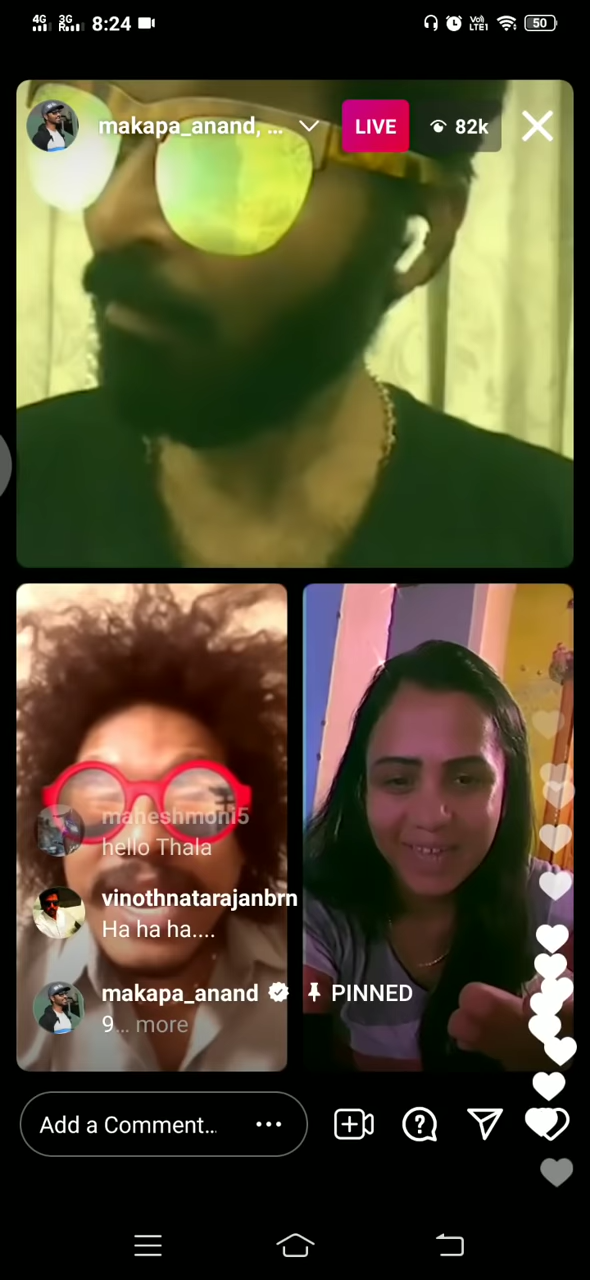 4G 3G R 8:24 Vo) LTE1 50
makapa_anand, ... LIVE 82k
maheshmoni5
hello Thala
vinothnatarajanbrn
Ha ha ha....
makapa_anand PINNED
9... more
Add a Comment...